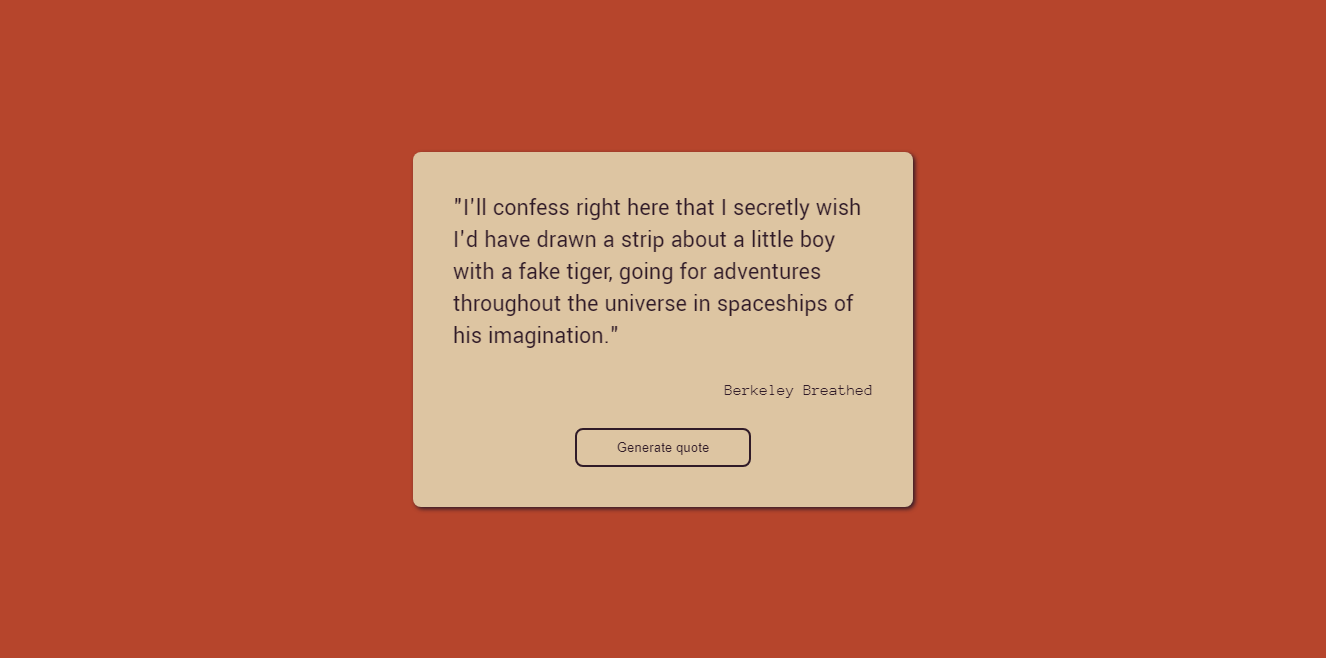 "I'll confess right here that I secretly wish
I'd have drawn a strip about a little boy
with a fake tiger, going for adventures
throughout the universe in spaceships of
his imagination."
Berkeley Breathed
Generate quote